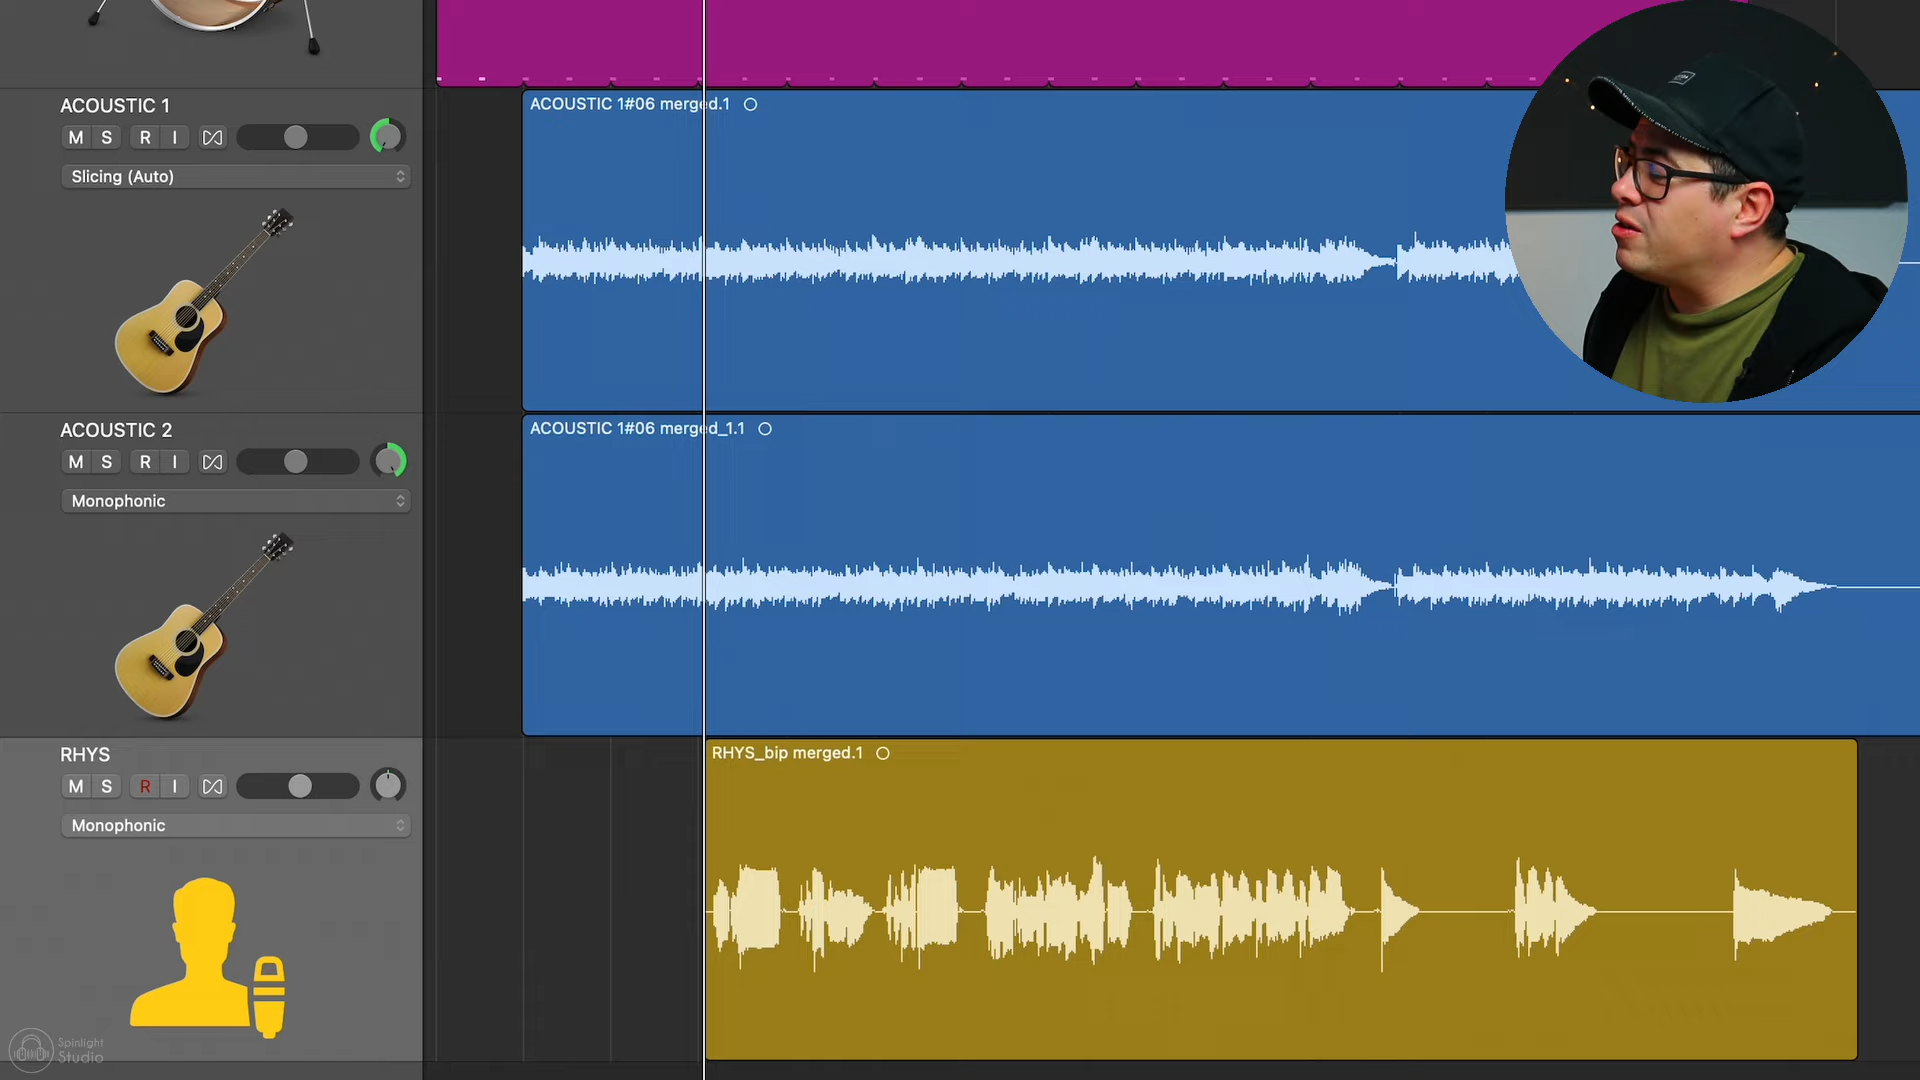 ACOUSTIC 1
M S R I
Slicing (Auto)
ACOUSTIC 1#06 merged.1
ACOUSTIC 2
M S R I
Monophonic
ACOUSTIC 1#06 merged_1.1
RHYS
M S R I
Monophonic
RHYS_bip merged.1
Spinlight
Studio